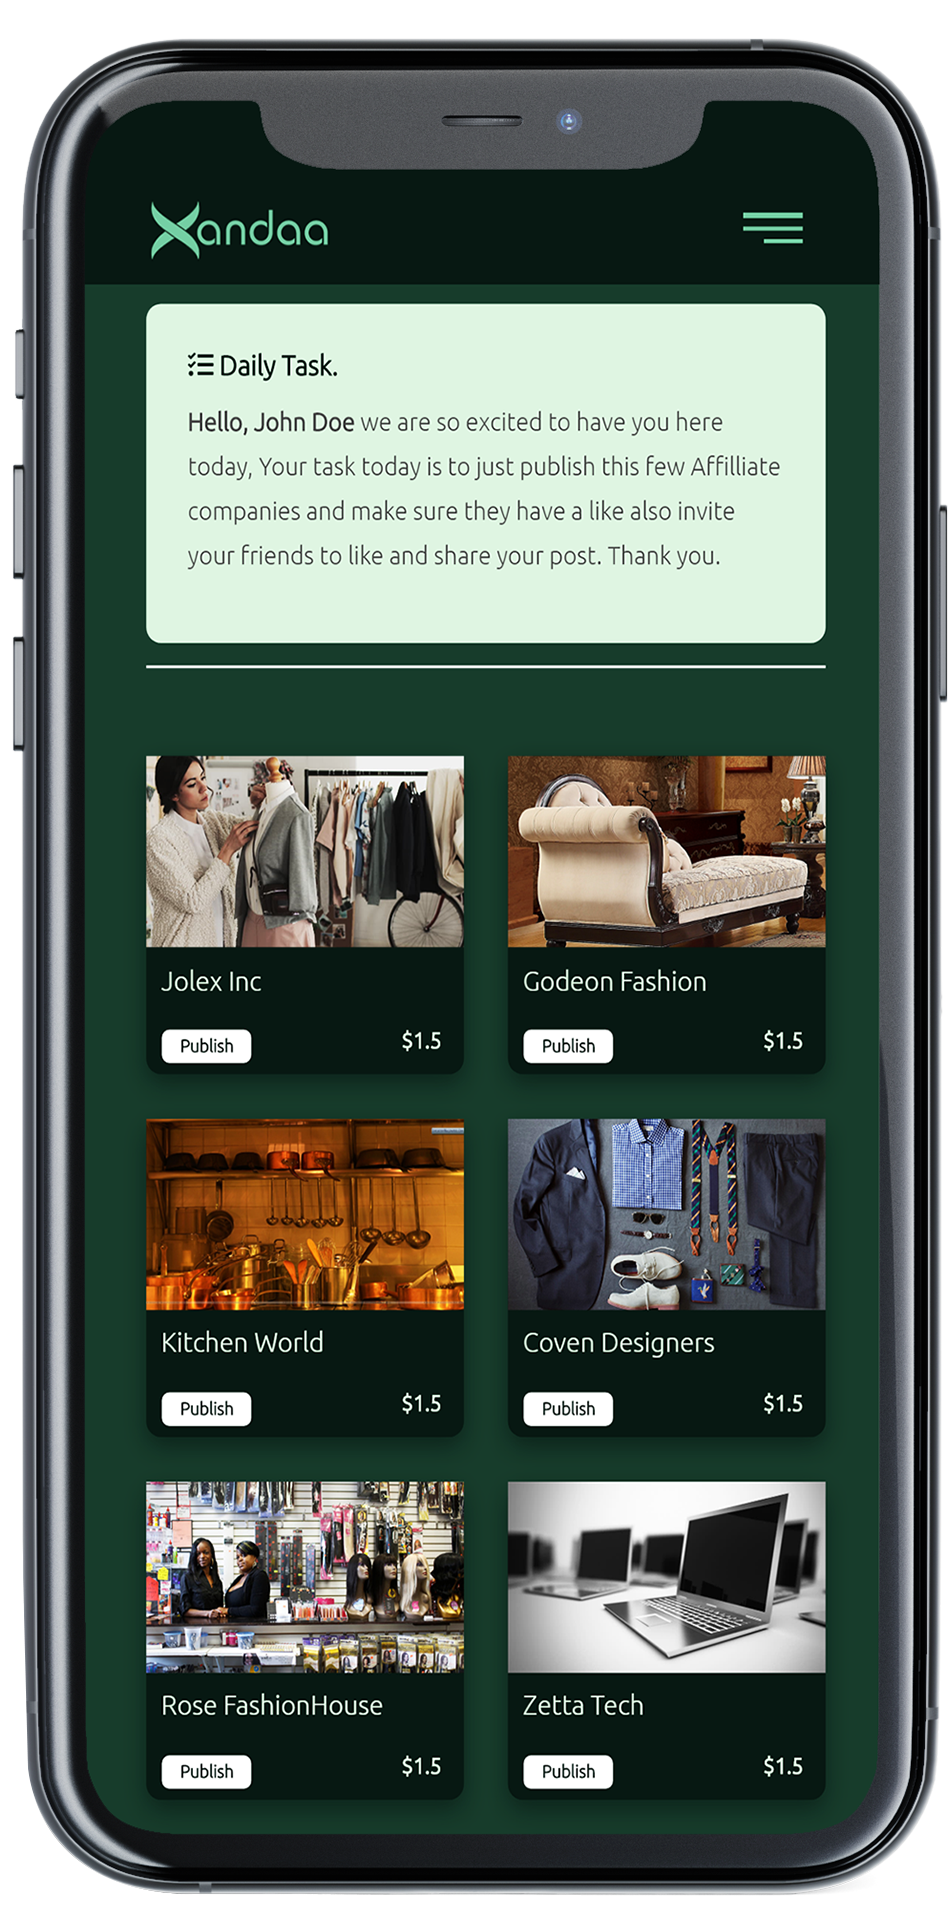 Xandaa
Daily Task.
Hello, John Doe we are so excited to have you here
today, Your task today is to just publish this few Affilliate
companies and make sure they have a like also invite
your friends to like and share your post. Thank you.
Jolex Inc
Publish $1.5
Godeon Fashion
Publish $1.5
Kitchen World
Publish $1.5
Coven Designers
Publish $1.5
Rose FashionHouse
Publish $1.5
Zetta Tech
Publish $1.5